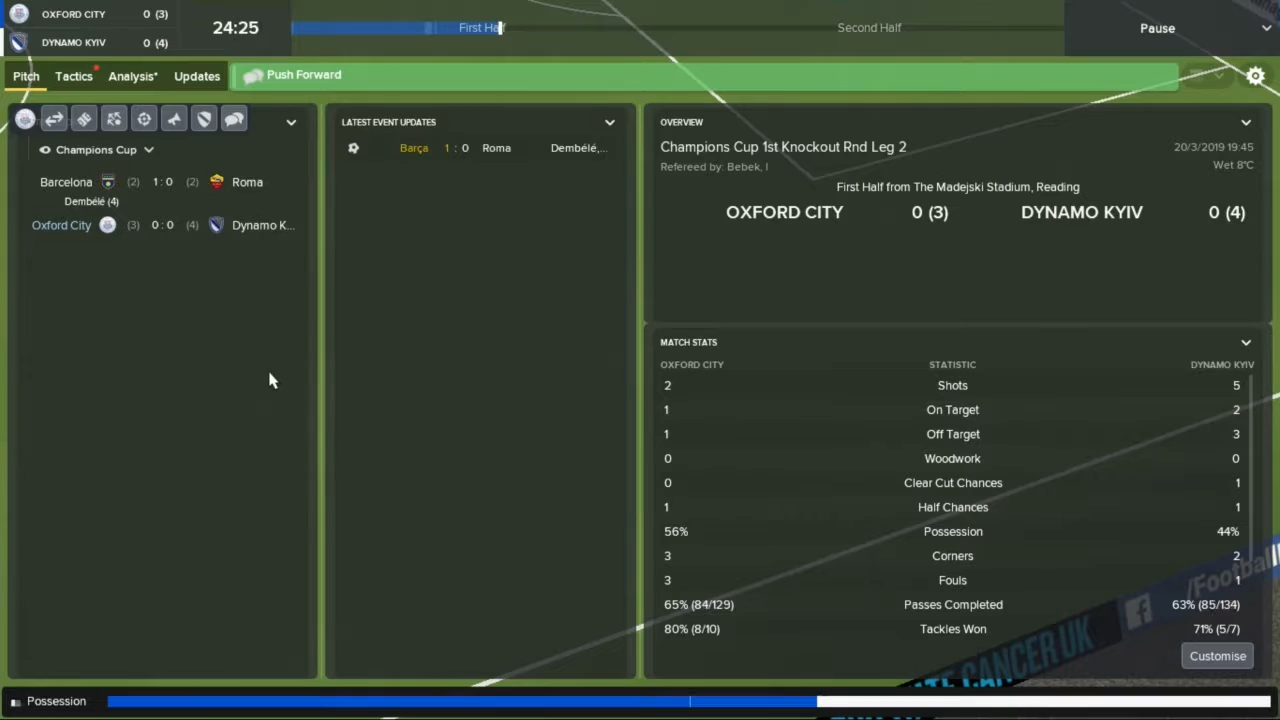 OXFORD CITY 0 (3)
DYNAMO KYIV 0 (4)
24:25
First Half
Second Half
Pause
Pitch Tactics Analysis* Updates
Push Forward
Champions Cup
Barcelona (2) 1:0 (2) Roma
Dembélé (4)
Oxford City (3) 0:0 (4) Dynamo K...
LATEST EVENT UPDATES
Barça 1 : 0 Roma Dembélé,...
OVERVIEW
Champions Cup 1st Knockout Rnd Leg 2 20/3/2019 19:45
Refereed by: Bebek, I Wet 8°C
First Half from The Madejski Stadium, Reading
OXFORD CITY 0 (3) DYNAMO KYIV 0 (4)
MATCH STATS
OXFORD CITY STATISTIC DYNAMO KYIV
2 Shots 5
1 On Target 2
1 Off Target 3
0 Woodwork 0
0 Clear Cut Chances 1
1 Half Chances 1
56% Possession 44%
3 Corners 2
3 Fouls 1
65% (84/129) Passes Completed 63% (85/134)
80% (8/10) Tackles Won 71% (5/7)
Customise
/Football
CANCER UK
Possession